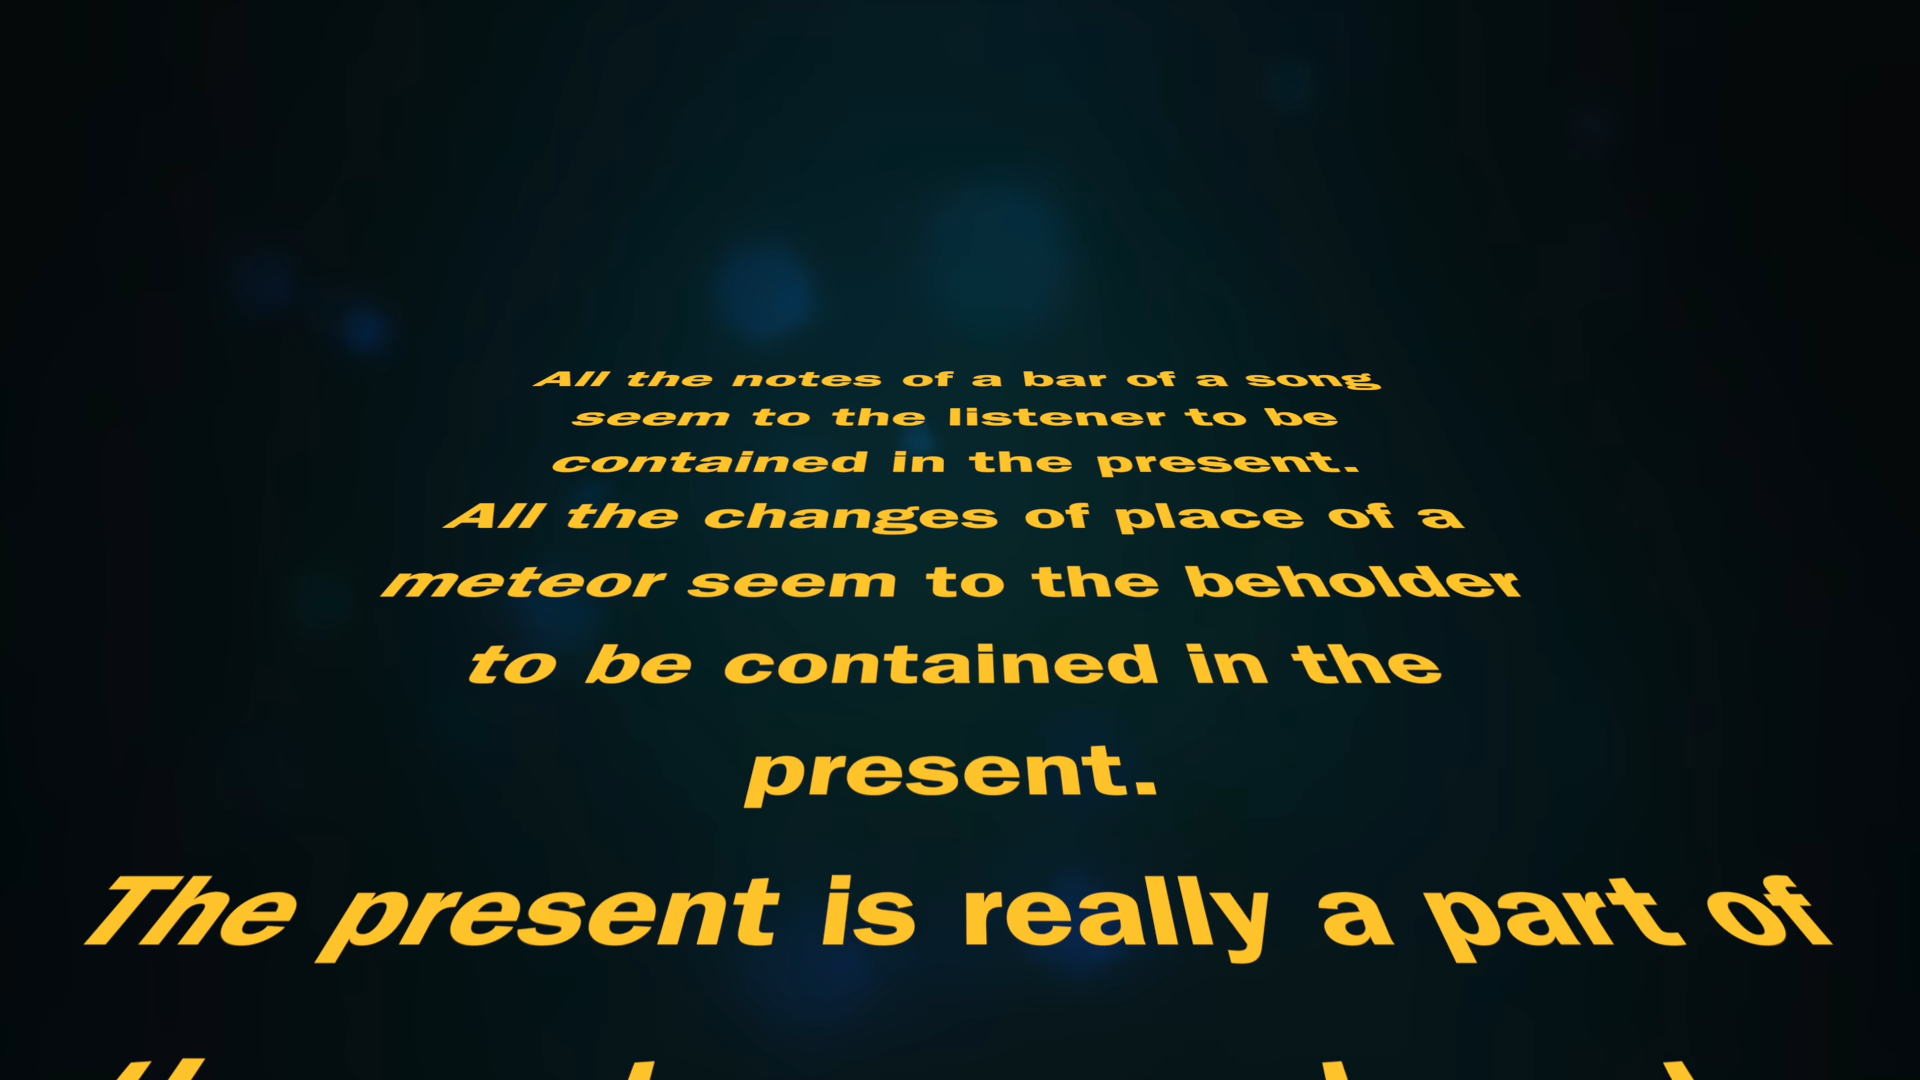 All the notes of a bar of a song
seem to the listener to be
contained in the present.
All the changes of place of a
meteor seem to the beholder
to be contained in the
present.
The present is really a part of